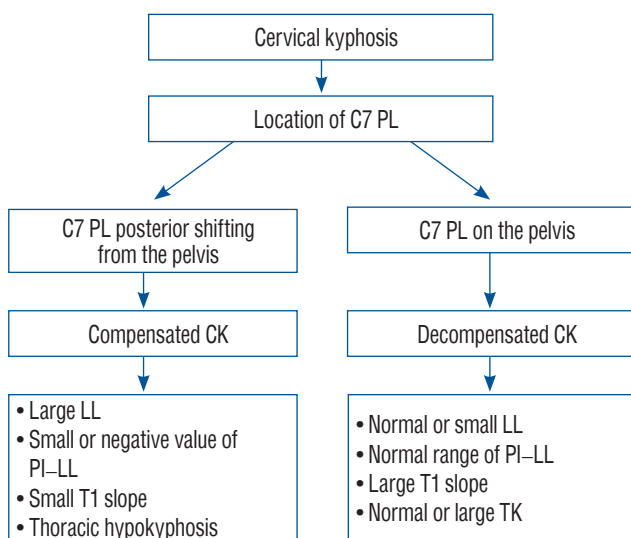 Cervical kyphosis
Location of C7 PL
C7 PL posterior shifting
from the pelvis
C7 PL on the pelvis
Compensated CK
Decompensated CK
• Large LL
• Small or negative value of
PI–LL
• Small T1 slope
• Thoracic hypokyphosis
• Normal or small LL
• Normal range of PI–LL
• Large T1 slope
• Normal or large TK